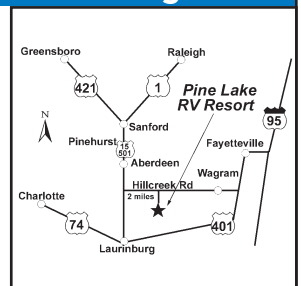 Greensboro
Raleigh
421
1
Pine Lake
RV Resort
N
95
Sanford
Pinehurst
15
501
Fayetteville
Aberdeen
Wagram
Hillcreek Rd
2 miles
Charlotte
74
401
Laurinburg